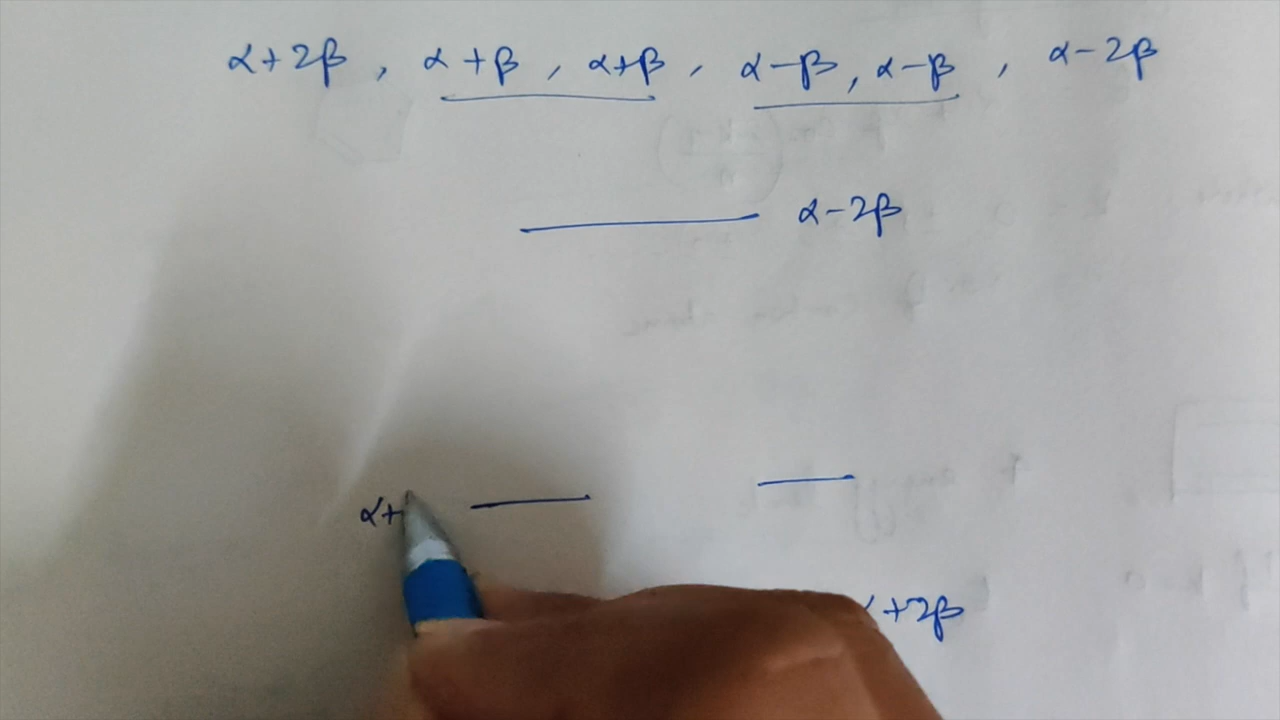 α+2β , α+β , α+β , α-β , α-β , α-2β
α-2β
α+
+2β